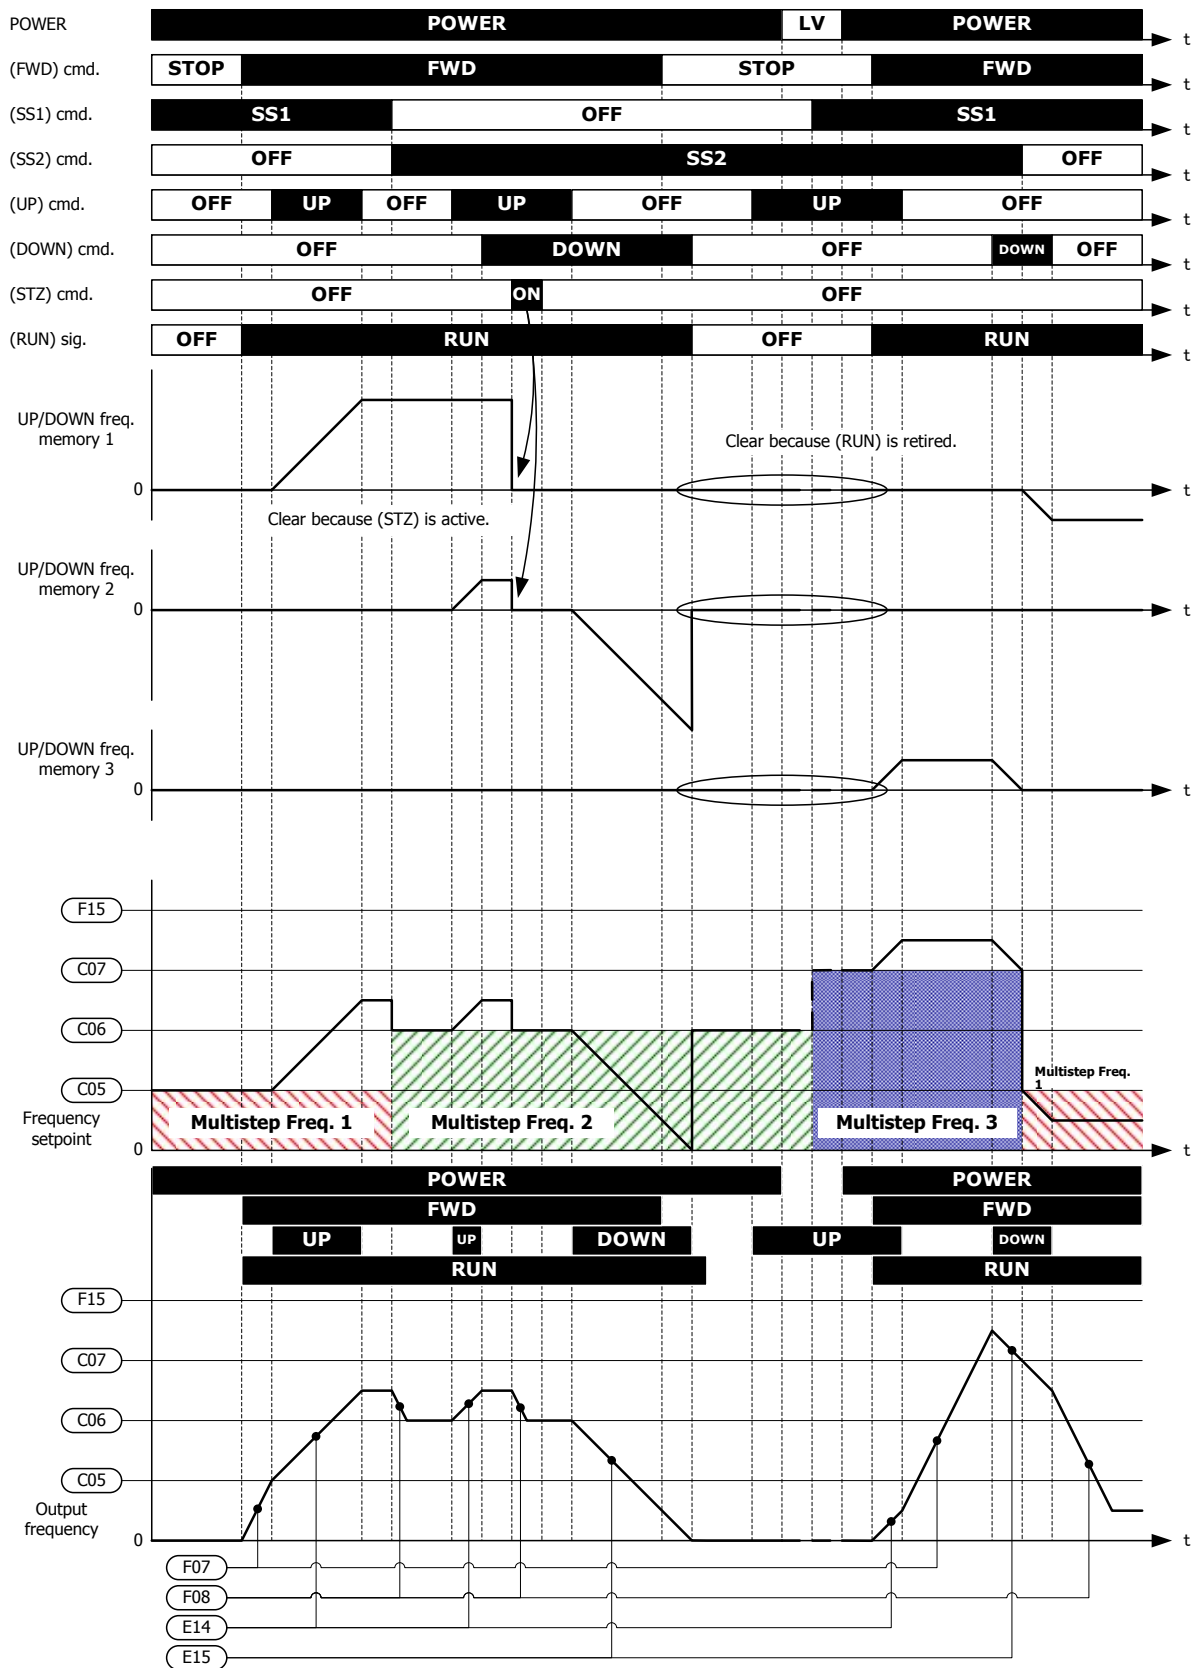 POWER POWER LV POWER t
(FWD) cmd. STOP FWD STOP FWD t
(SS1) cmd. SS1 OFF SS1 t
(SS2) cmd. OFF SS2 OFF t
(UP) cmd. OFF UP OFF UP OFF UP OFF t
(DOWN) cmd. OFF DOWN OFF DOWN OFF t
(STZ) cmd. OFF ON OFF t
(RUN) sig. OFF RUN OFF RUN t
UP/DOWN freq.
memory 1
Clear because (RUN) is retired.
0 t
Clear because (STZ) is active.
UP/DOWN freq.
memory 2
0 t
UP/DOWN freq.
memory 3
0 t
F15
C07
C06
C05
Multistep Freq.
1
Frequency
setpoint
Multistep Freq. 1 Multistep Freq. 2 Multistep Freq. 3
0 t
POWER POWER
FWD FWD
UP UP DOWN UP DOWN
RUN RUN
F15
C07
C06
C05
Output
frequency
0 t
F07
F08
E14
E15